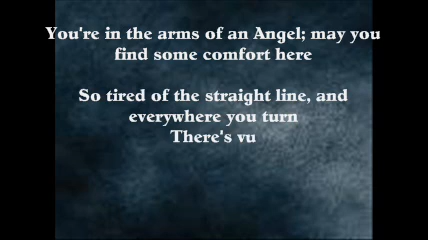 You're in the arms of an Angel; may you
find some comfort here
So tired of the straight line, and
everywhere you turn
There's vu